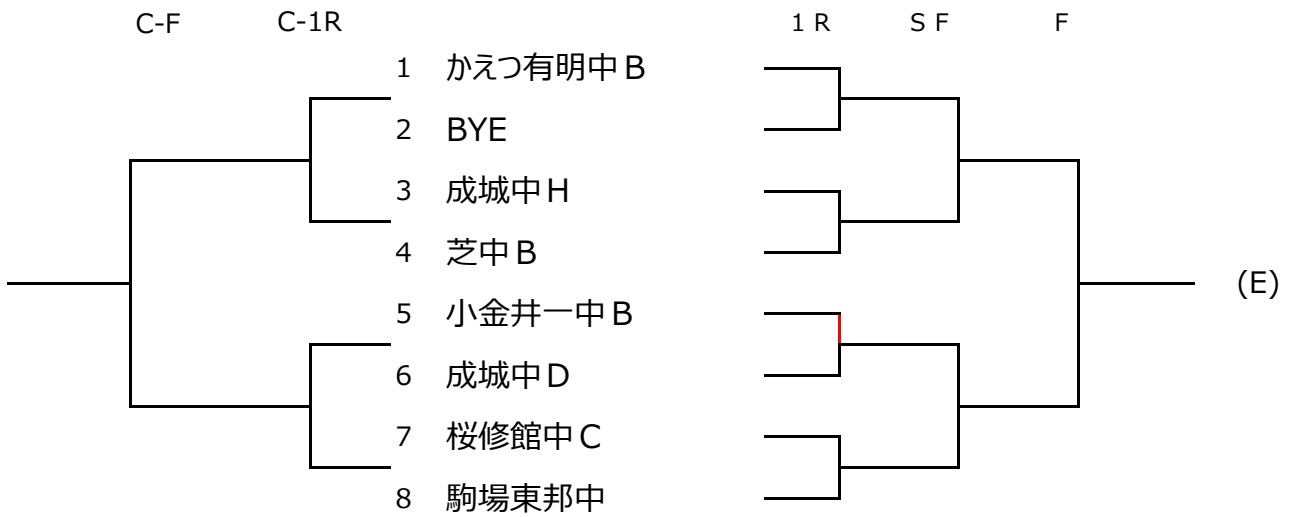 C-F C-1R 1 R S F F
1 かえつ有明中B
2 BYE
3 成城中H
4 芝中B
(E)
5 小金井一中B
6 成城中D
7 桜修館中C
8 駒場東邦中